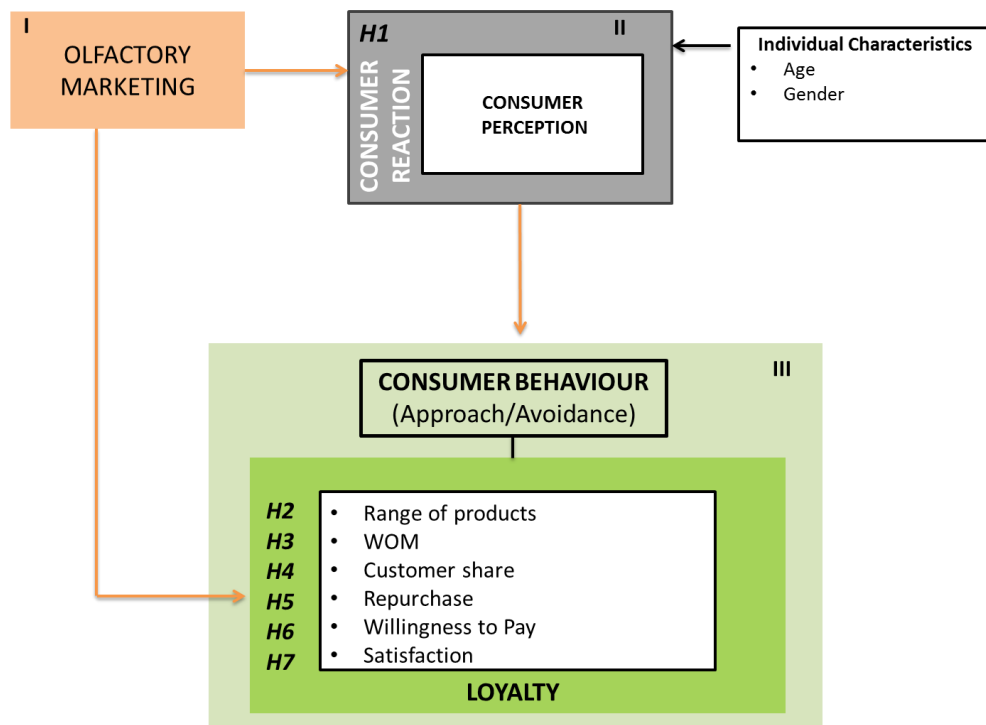 I
OLFACTORY
MARKETING
H1
II
CONSUMER
REACTION
CONSUMER
PERCEPTION
Individual Characteristics
• Age
• Gender
III
CONSUMER BEHAVIOUR
(Approach/Avoidance)
H2 • Range of products
H3 • WOM
H4 • Customer share
H5 • Repurchase
H6 • Willingness to Pay
H7 • Satisfaction
LOYALTY